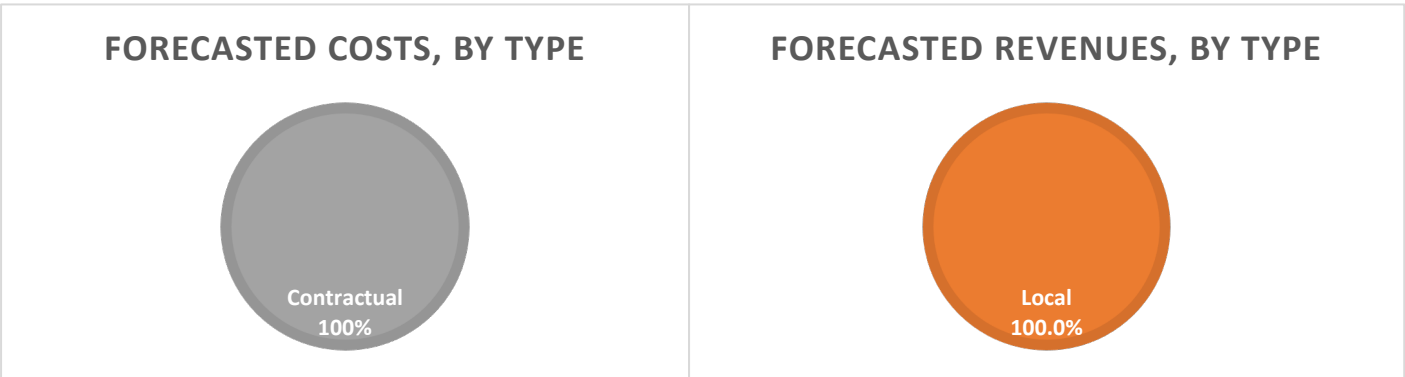 FORECASTED COSTS, BY TYPE
Contractual
100%
FORECASTED REVENUES, BY TYPE
Local
100.0%